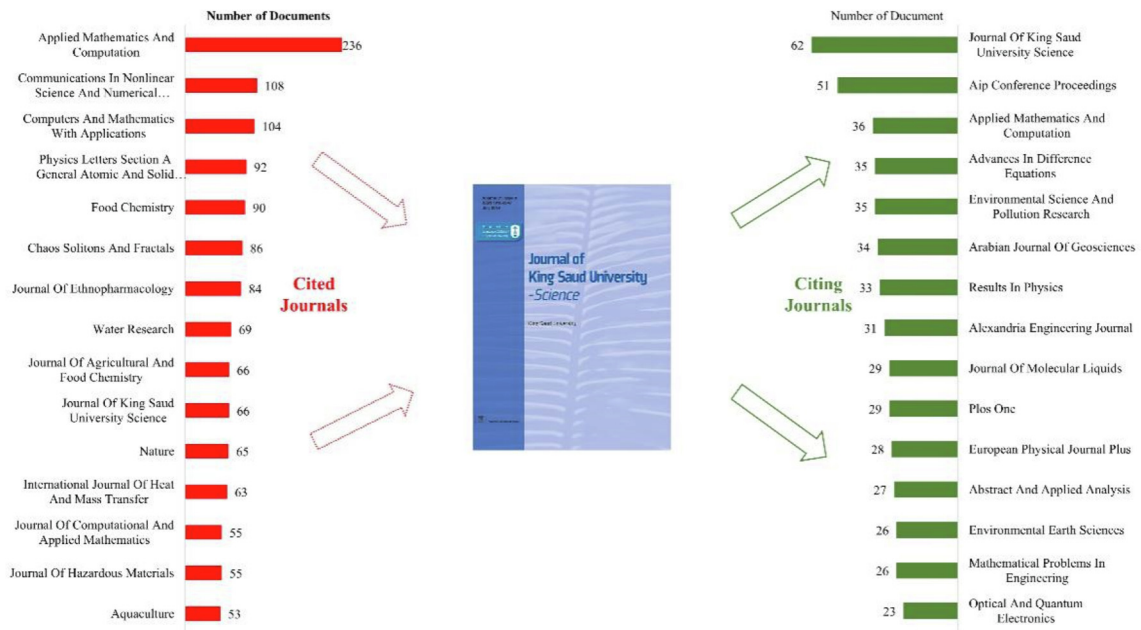 Number of Documents
Applied Mathematics And
Computation
236
Communications In Nonlinear
Science And Numerical…
108
Computers And Mathematics
With Applications
104
Physics Letters Section A
General Atomic And Solid…
92
Food Chemistry
90
Chaos Solitons And Fractals
86
Journal Of Ethnopharmacology
84
Water Research
69
Journal Of Agricultural And
Food Chemistry
66
Journal Of King Saud
University Science
66
Nature
65
International Journal Of Heat
And Mass Transfer
63
Journal Of Computational And
Applied Mathematics
55
Journal Of Hazardous Materials
55
Aquaculture
53
Cited
Journals
Journal of
King Saud University
-Science
King Saud University
Citing
Journals
Number of Ducument
62
Journal Of King Saud
University Science
51
Aip Conference Proceedings
36
Applied Mathematics And
Computation
35
Advances In Difference
Equations
35
Environmental Science And
Pollution Research
34
Arabian Journal Of Geosciences
33
Results In Physics
31
Alexandria Engineering Journal
29
Journal Of Molecular Liquids
29
Plos One
28
European Physical Journal Plus
27
Abstract And Applied Analysis
26
Environmental Earth Sciences
26
Mathematical Problems In
Engineering
23
Optical And Quantum
Electronics